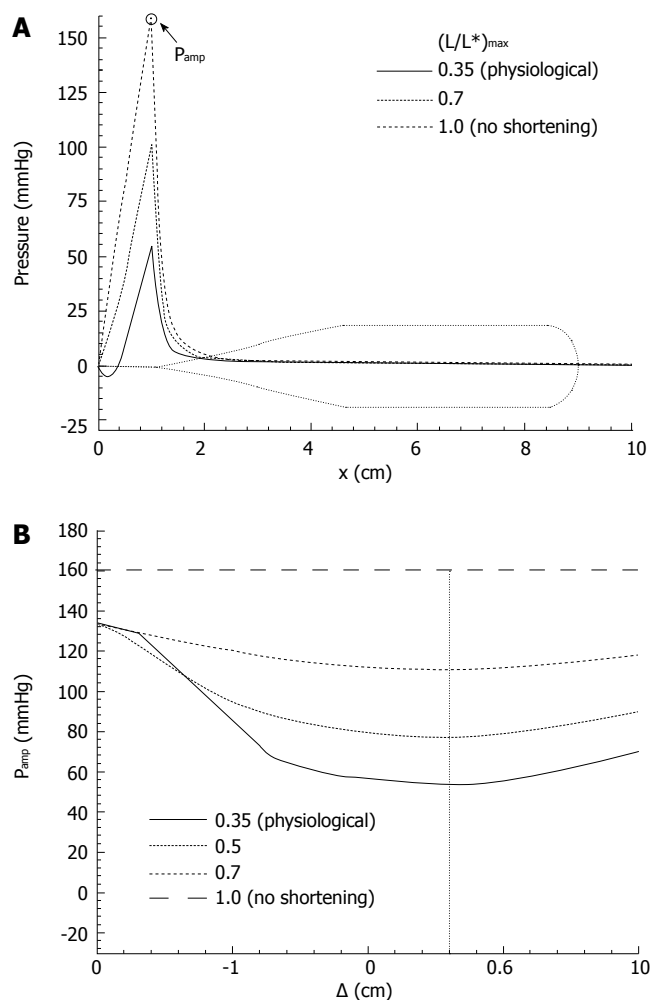 A
160
150
125
100
75
50
25
0
-25
Pressure (mmHg)
Pamp
(L/L*)max
0.35 (physiological)
0.7
1.0 (no shortening)
0 2 4 6 8 10
x (cm)
B
180
160
140
120
100
80
60
40
20
0
-20
Pamp (mmHg)
0.35 (physiological)
0.5
0.7
1.0 (no shortening)
0 -1 0 0.6 10
Δ (cm)